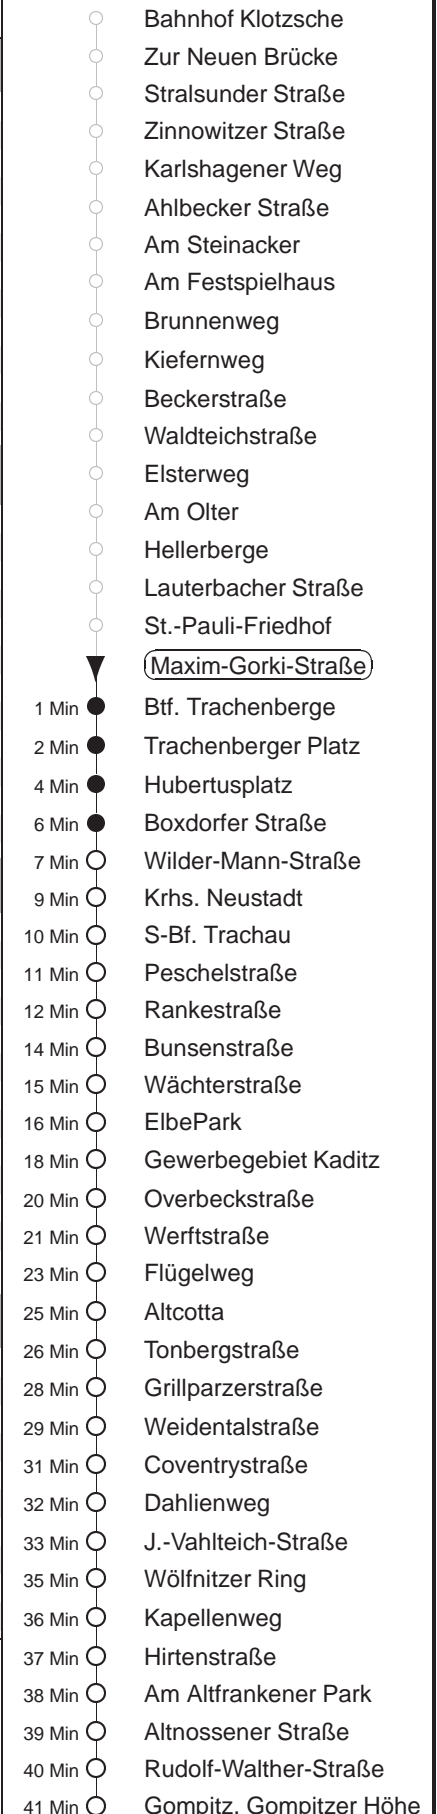 Bahnhof Klotzsche
Zur Neuen Brücke
Stralsunder Straße
Zinnowitzer Straße
Karlshagener Weg
Ahlbecker Straße
Am Steinacker
Am Festspielhaus
Brunnenweg
Kiefernweg
Beckerstraße
Waldteichstraße
Elsterweg
Am Olter
Hellerberge
Lauterbacher Straße
St.-Pauli-Friedhof
Maxim-Gorki-Straße
1 Min Btf. Trachenberge
2 Min Trachenberger Platz
4 Min Hubertusplatz
6 Min Boxdorfer Straße
7 Min Wilder-Mann-Straße
9 Min Krhs. Neustadt
10 Min S-Bf. Trachau
11 Min Peschelstraße
12 Min Rankestraße
14 Min Bunsenstraße
15 Min Wächterstraße
16 Min ElbePark
18 Min Gewerbegebiet Kaditz
20 Min Overbeckstraße
21 Min Werftstraße
23 Min Flügelweg
25 Min Altcotta
26 Min Tonbergstraße
28 Min Grillparzerstraße
29 Min Weidentalstraße
31 Min Coventrystraße
32 Min Dahlienweg
33 Min J.-Vahlteich-Straße
35 Min Wölfnitzer Ring
36 Min Kapellenweg
37 Min Hirtenstraße
38 Min Am Altfrankener Park
39 Min Altnossener Straße
40 Min Rudolf-Walther-Straße
41 Min Gompitz, Gompitzer Höhe